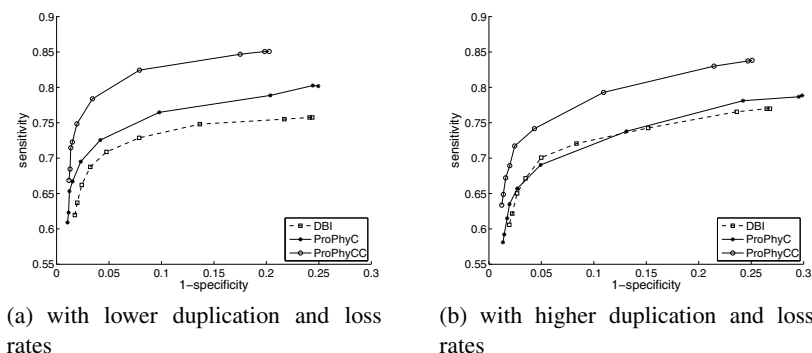 0.9
0.85
0.8
0.75
0.7
0.65
0.6
0.55
sensitivity
0 0.05 0.1 0.15 0.2 0.25 0.3
1−specificity
DBI
ProPhyC
ProPhyCC
(a) with lower duplication and loss
rates
0.9
0.85
0.8
0.75
0.7
0.65
0.6
0.55
sensitivity
0 0.05 0.1 0.15 0.2 0.25 0.3
1−specificity
DBI
ProPhyC
ProPhyCC
(b) with higher duplication and loss
rates